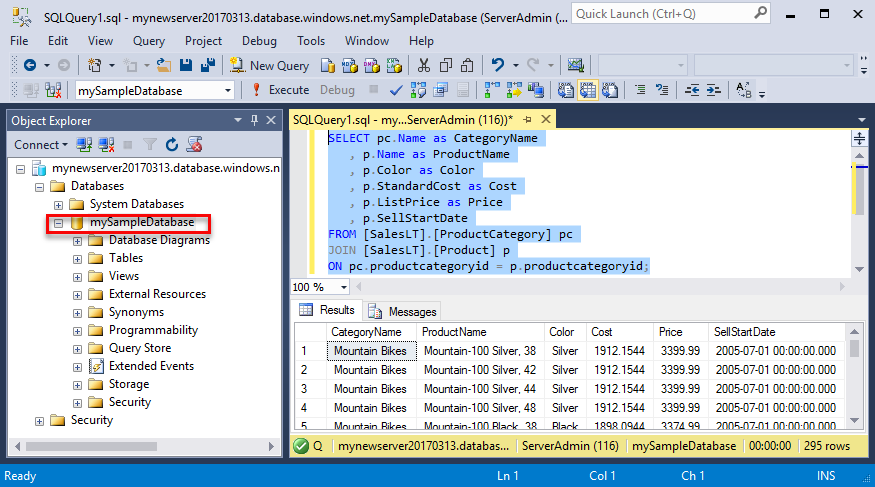 SQLQuery1.sql - mynewserver20170313.database.windows.net.mySampleDatabase (ServerAdmin (116))*...
Quick Launch (Ctrl+Q)
File Edit View Query Project Debug Tools Window Help
New Query MDX DMX XMLA DAX
mySampleDatabase Execute Debug
Object Explorer
Connect
mynewserver20170313.database.windows.n
Databases
System Databases
mySampleDatabase
Database Diagrams
Tables
Views
External Resources
Synonyms
Programmability
Query Store
Extended Events
Storage
Security
Security
SQLQuery1.sql - my...ServerAdmin (116))*
SELECT pc.Name as CategoryName
, p.Name as ProductName
, p.Color as Color
, p.StandardCost as Cost
, p.ListPrice as Price
, p.SellStartDate
FROM [SalesLT].[ProductCategory] pc
JOIN [SalesLT].[Product] p
ON pc.productcategoryid = p.productcategoryid;
100 %
Results Messages
CategoryName ProductName Color Cost Price SellStartDate
1 Mountain Bikes Mountain-100 Silver, 38 Silver 1912.1544 3399.99 2005-07-01 00:00:00.000
2 Mountain Bikes Mountain-100 Silver, 42 Silver 1912.1544 3399.99 2005-07-01 00:00:00.000
3 Mountain Bikes Mountain-100 Silver, 44 Silver 1912.1544 3399.99 2005-07-01 00:00:00.000
4 Mountain Bikes Mountain-100 Silver, 48 Silver 1912.1544 3399.99 2005-07-01 00:00:00.000
5 Mountain Bikes Mountain-100 Black, 38 Black 1898.0944 3374.99 2005-07-01 00:00:00.000
Q mynewserver20170313.databas... ServerAdmin (116) mySampleDatabase 00:00:00 295 rows
Ready Ln 1 Col 1 Ch 1 INS